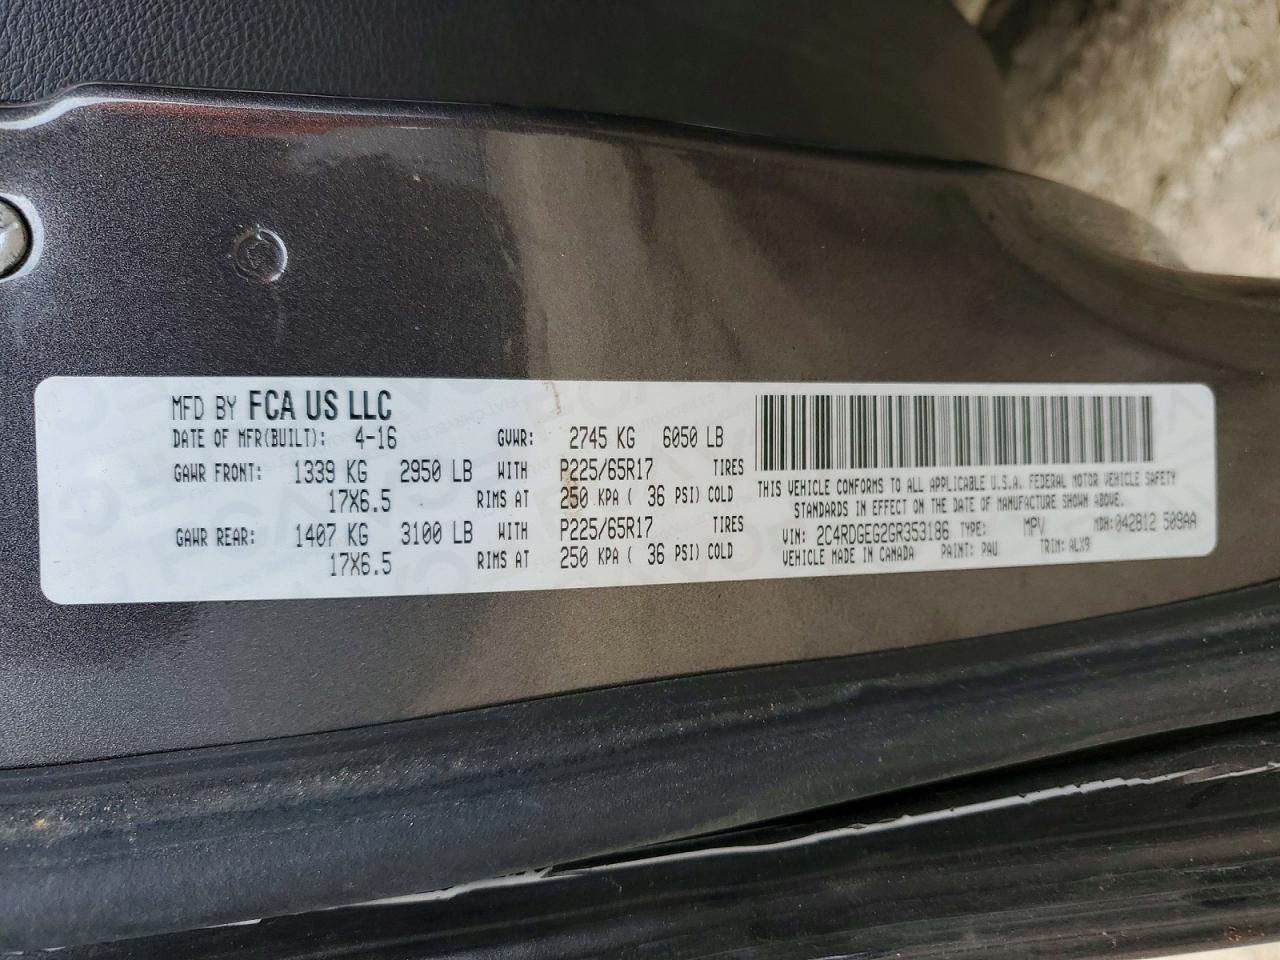 MFD BY FCA US LLC
DATE OF MFR(BUILT): 4-16 GVWR: 2745 KG 6050 LB
GAWR FRONT: 1339 KG 2950 LB WITH P225/65R17 TIRES
17X6.5 RIMS AT 250 KPA ( 36 PSI) COLD
GAWR REAR: 1407 KG 3100 LB WITH P225/65R17 TIRES
17X6.5 RIMS AT 250 KPA ( 36 PSI) COLD
THIS VEHICLE CONFORMS TO ALL APPLICABLE U.S.A. FEDERAL MOTOR VEHICLE SAFETY
STANDARDS IN EFFECT ON THE DATE OF MANUFACTURE SHOWN ABOVE.
VIN: 2C4RDGEG2GR353186 TYPE: MPV MDH: 042812 509AA
VEHICLE MADE IN CANADA PAINT: PAU TRIM: ALX9